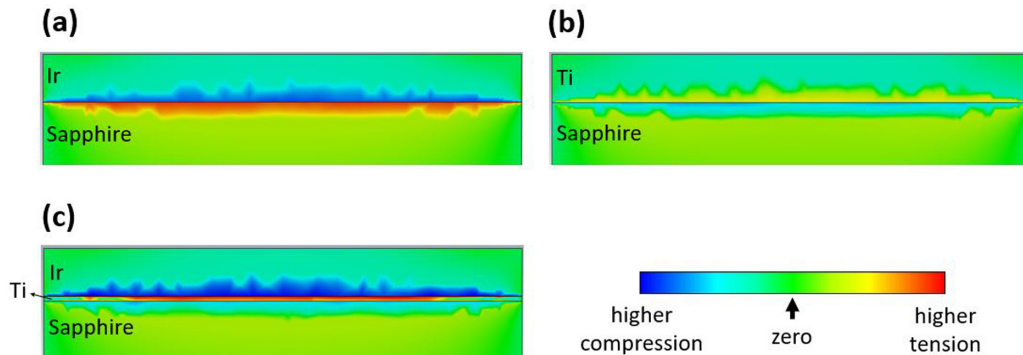 (a)
Ir
Sapphire
(b)
Ti
Sapphire
(c)
Ir
Ti
Sapphire
higher
compression
zero
higher
tension